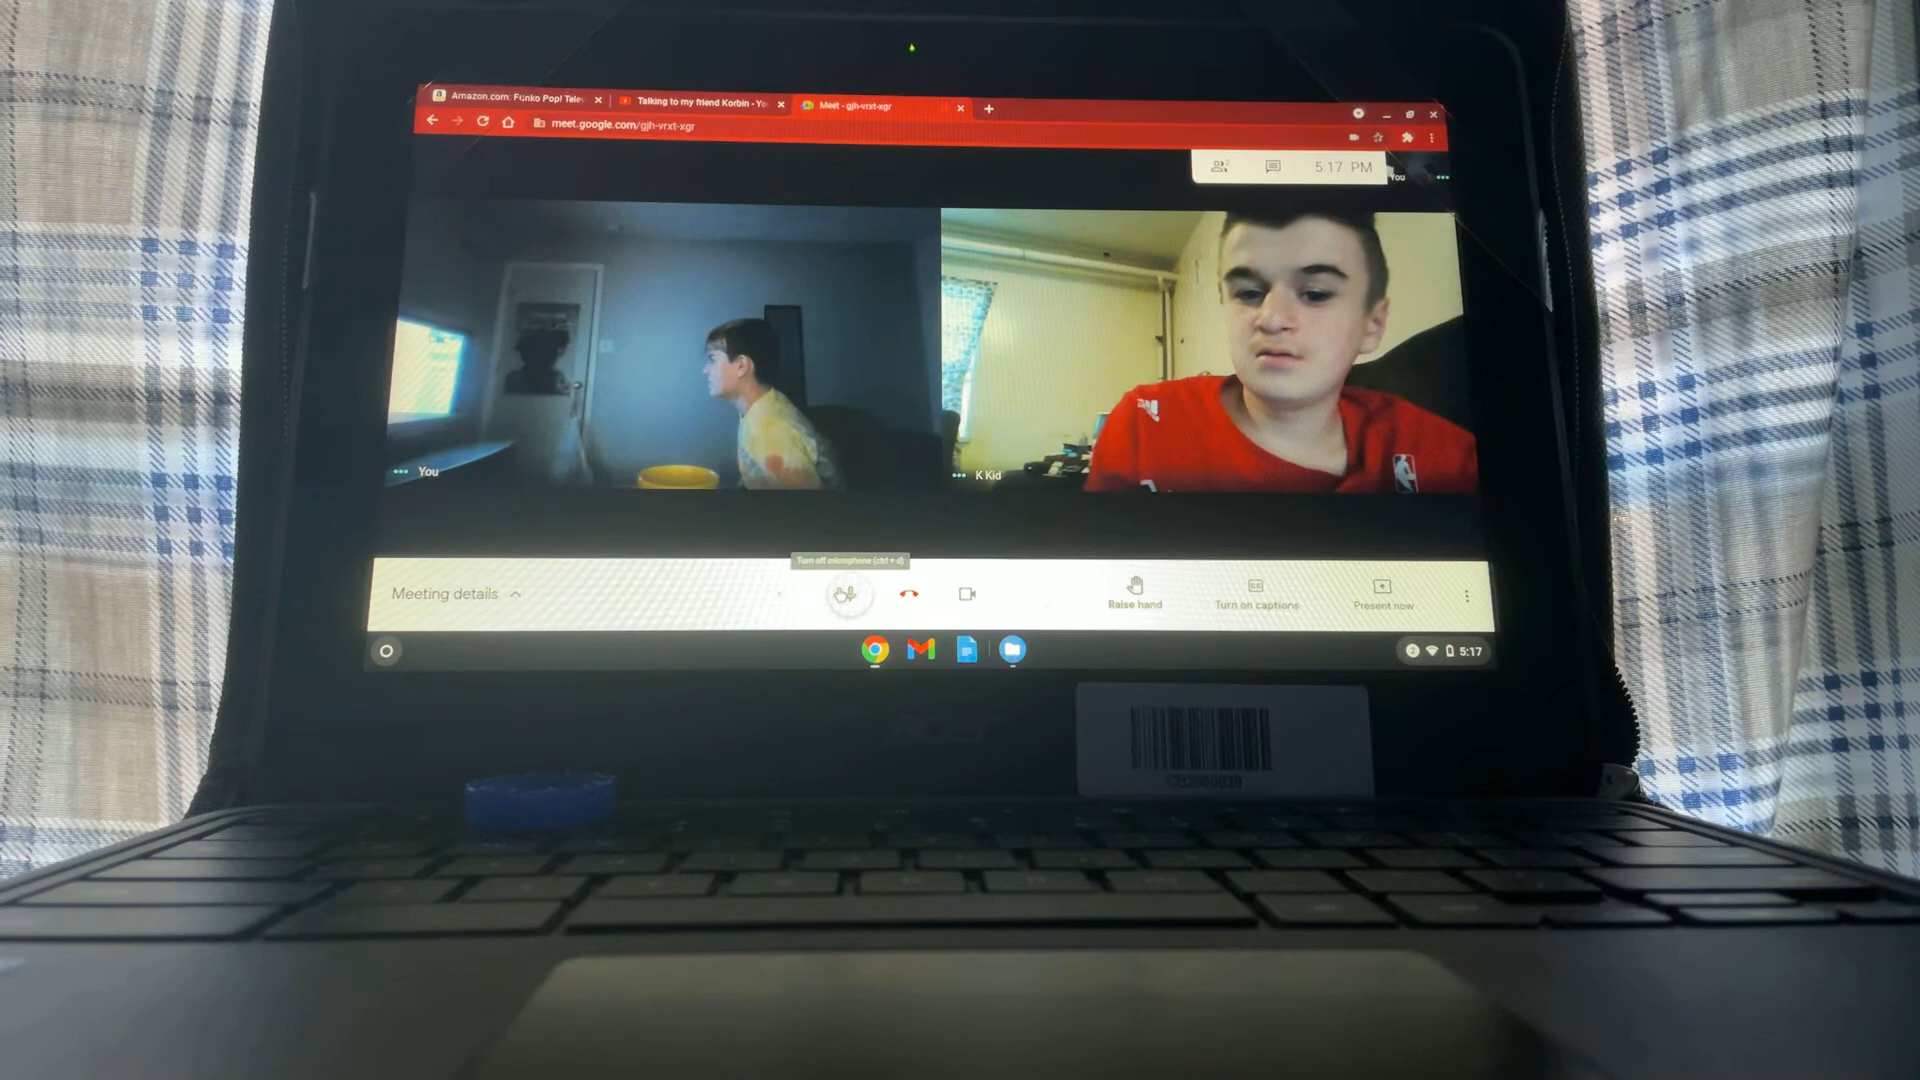 Amazon.com: Funko Pop! Tele
Talking to my friend Korbin - Yo
Meet - gjh-vrxt-xgr
meet.google.com/gjh-vrxt-xgr
5:17 PM
You
You
K Kid
Turn off microphone (ctrl + d)
Meeting details
Raise hand
Turn on captions
Present now
5:17
acer